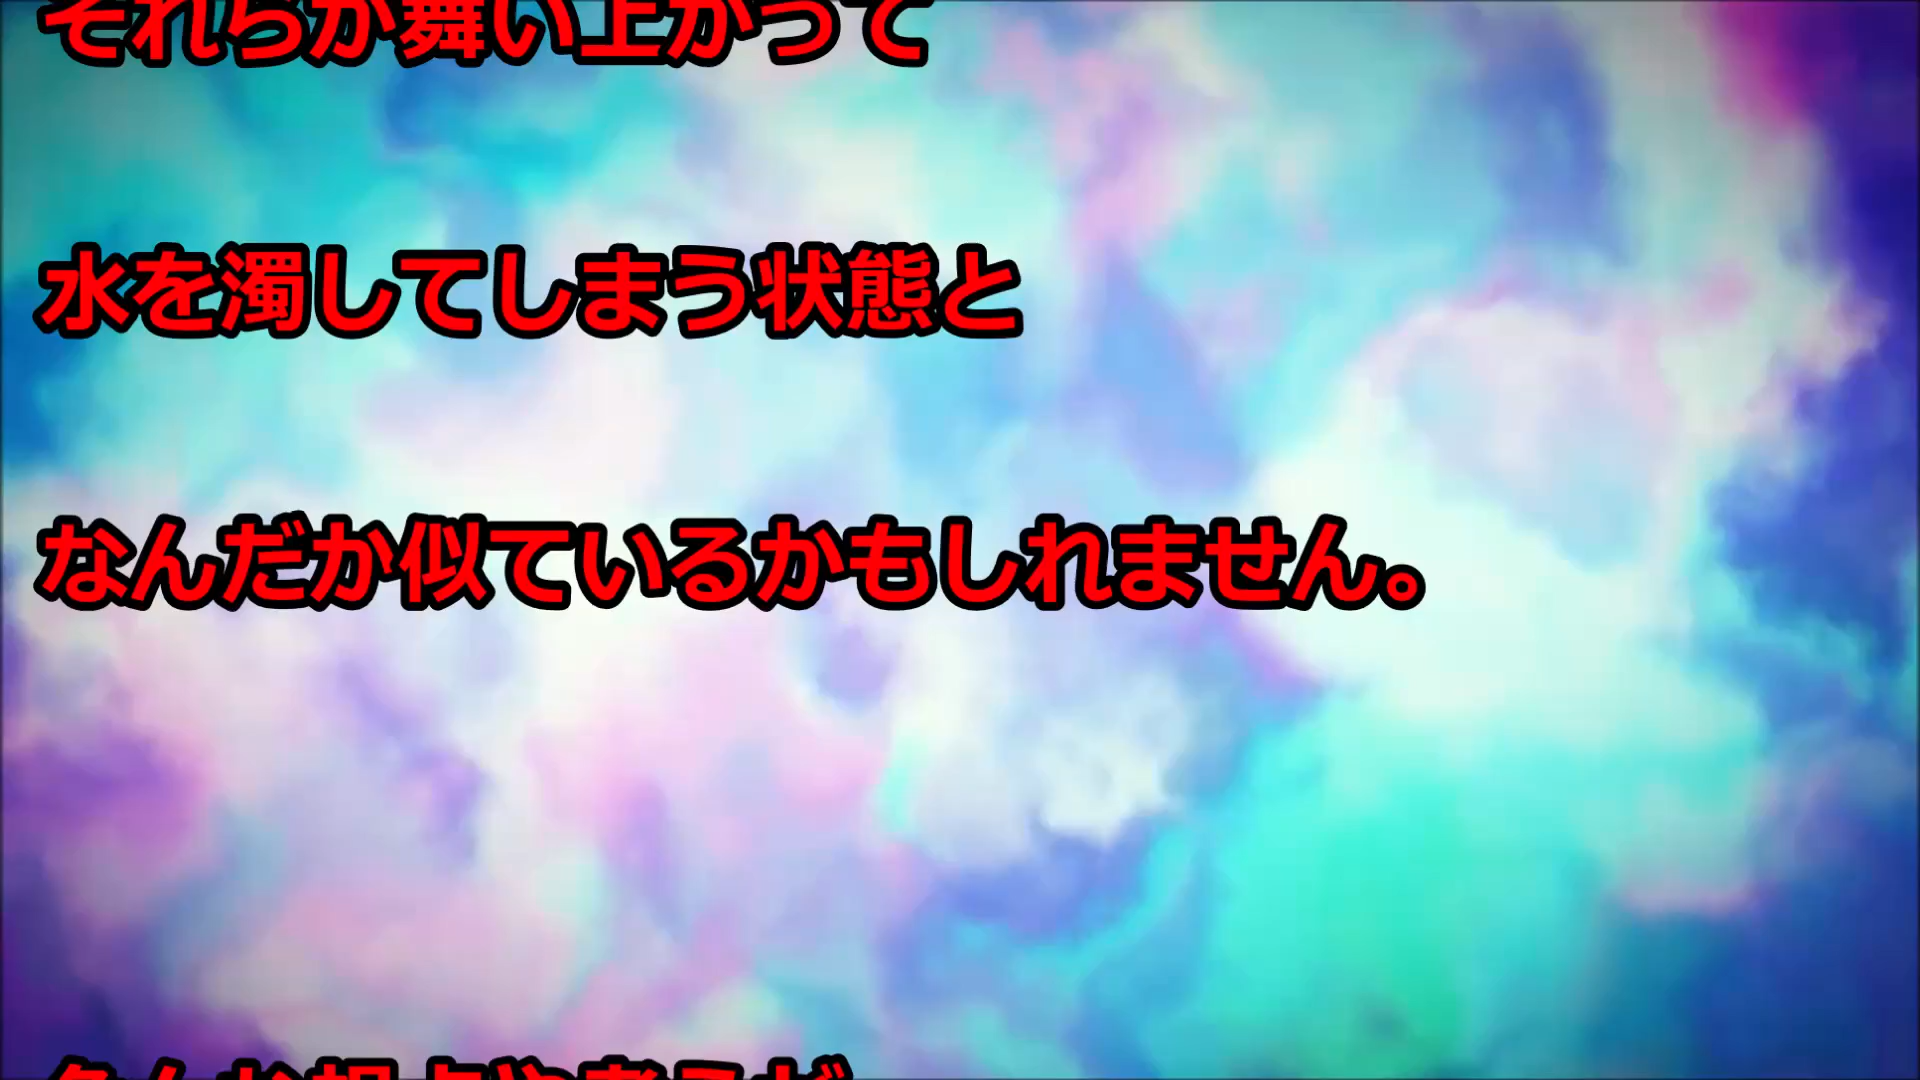 それらが舞い上がって
水を濁してしまう状態と
なんだか似ているかもしれません。